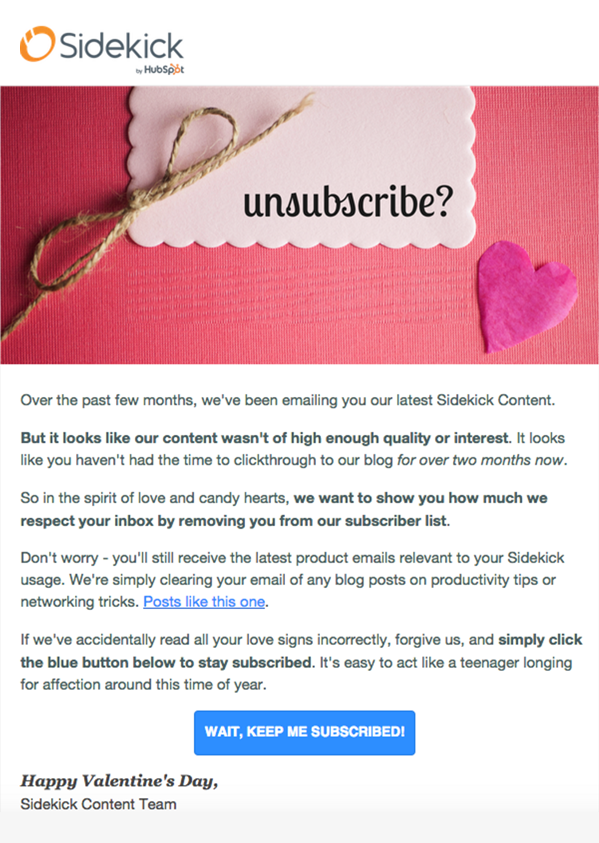 Sidekick
by HubSpot
unsubscribe?
Over the past few months, we've been emailing you our latest Sidekick Content.
But it looks like our content wasn't of high enough quality or interest. It looks
like you haven't had the time to clickthrough to our blog for over two months now.
So in the spirit of love and candy hearts, we want to show you how much we
respect your inbox by removing you from our subscriber list.
Don't worry - you'll still receive the latest product emails relevant to your Sidekick
usage. We're simply clearing your email of any blog posts on productivity tips or
networking tricks. Posts like this one.
If we've accidentally read all your love signs incorrectly, forgive us, and simply click
the blue button below to stay subscribed. It's easy to act like a teenager longing
for affection around this time of year.
WAIT, KEEP ME SUBSCRIBED!
Happy Valentine's Day,
Sidekick Content Team